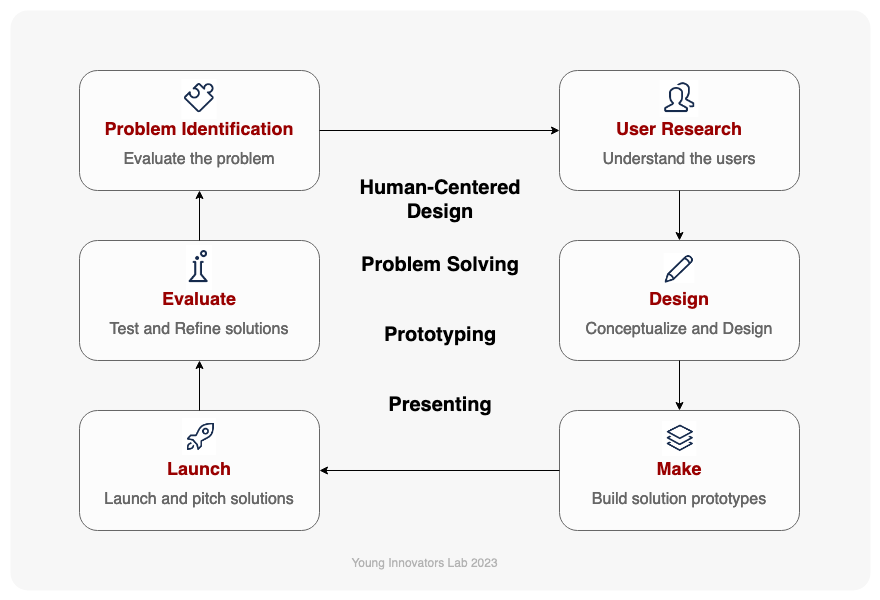 Problem Identification
Evaluate the problem
User Research
Understand the users
Human-Centered
Design
Problem Solving
Prototyping
Presenting
Evaluate
Test and Refine solutions
Design
Conceptualize and Design
Launch
Launch and pitch solutions
Make
Build solution prototypes
Young Innovators Lab 2023